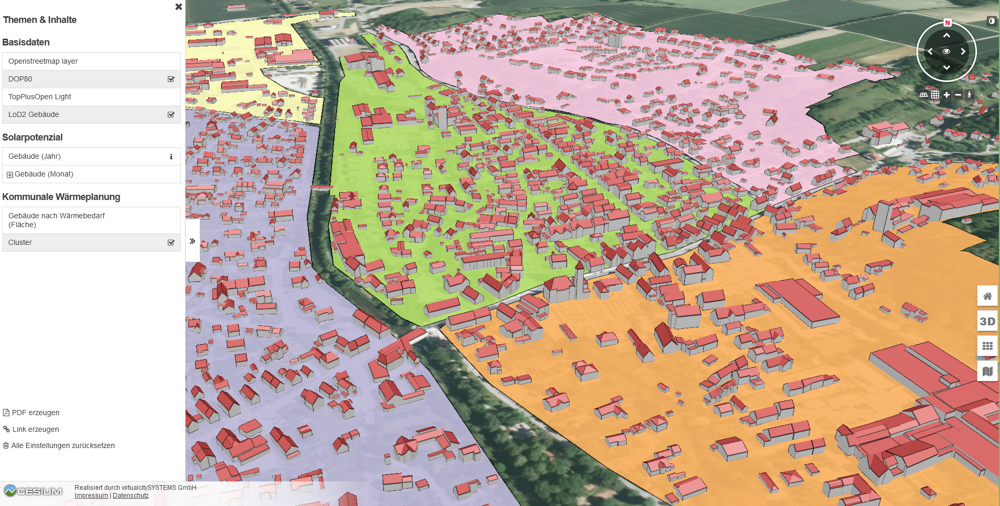 Themen & Inhalte
Basisdaten
Openstreetmap layer
DOP80
TopPlusOpen Light
LoD2 Gebäude
Solarpotenzial
Gebäude (Jahr)
Gebäude (Monat)
Kommunale Wärmeplanung
Gebäude nach Wärmebedarf
(Fläche)
Cluster
PDF erzeugen
Link erzeugen
Alle Einstellungen zurücksetzen
CESIUM
Realisiert durch virtualcitySYSTEMS GmbH
Impressum | Datenschutz
N
3D